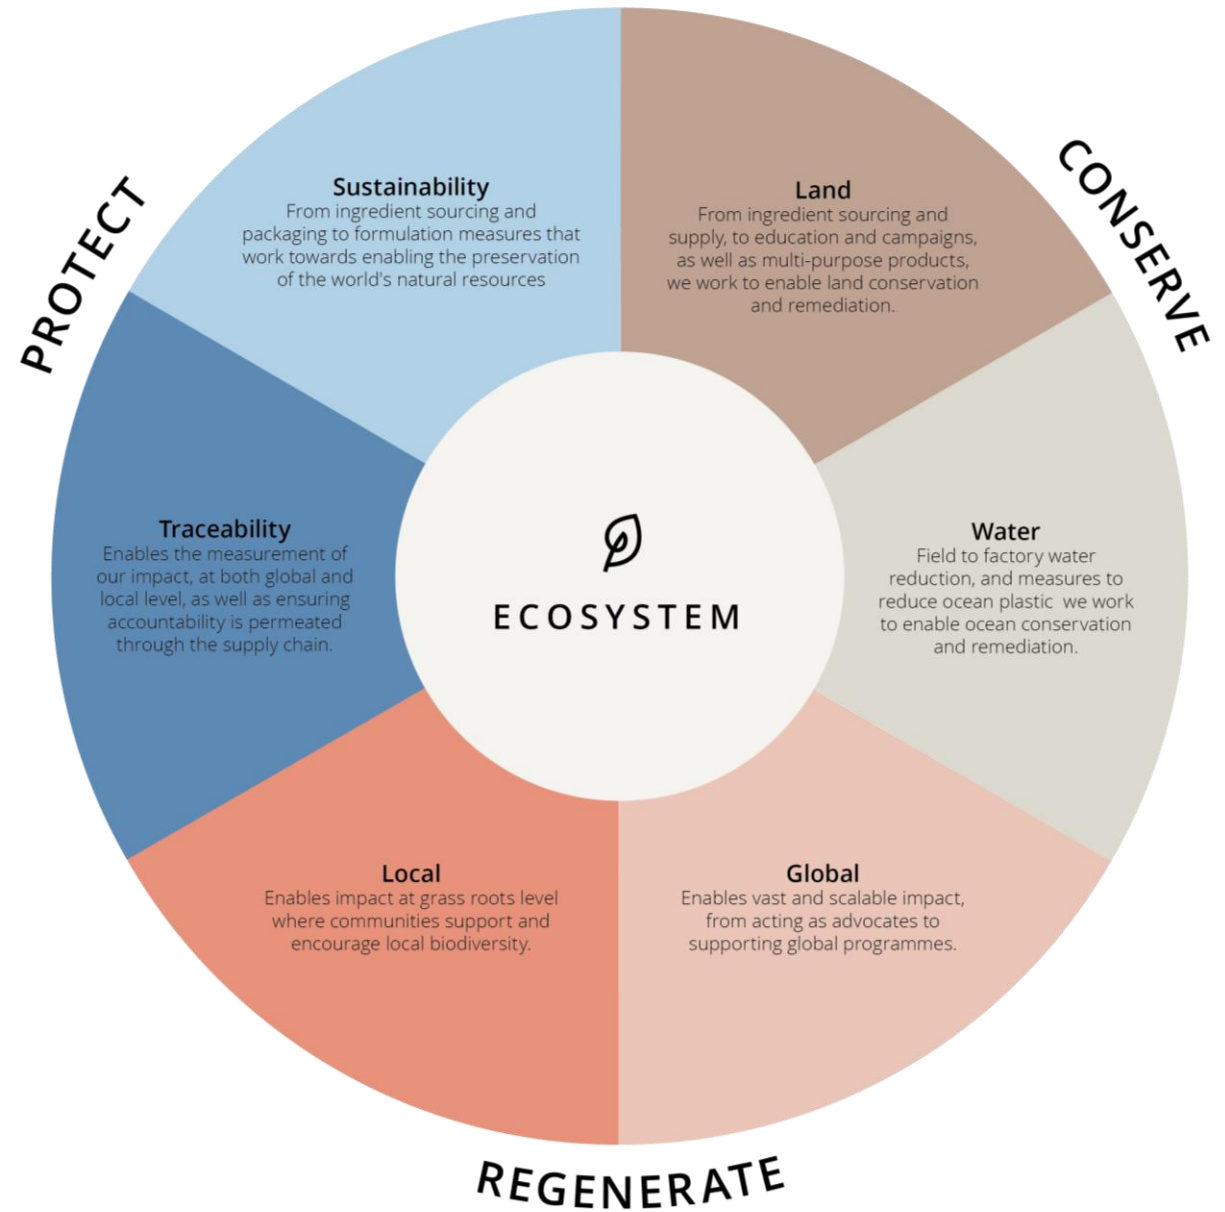 PROTECT
Sustainability
From ingredient sourcing and
packaging to formulation measures that
work towards enabling the preservation
of the world's natural resources
Traceability
Enables the measurement of
our impact, at both global and
local level, as well as ensuring
accountability is permeated
through the supply chain.
CONSERVE
Land
From ingredient sourcing and
supply, to education and campaigns,
as well as multi-purpose products,
we work to enable land conservation
and remediation.
Water
Field to factory water
reduction, and measures to
reduce ocean plastic  we work
to enable ocean conservation
and remediation.
ECOSYSTEM
Local
Enables impact at grass roots level
where communities support and
encourage local biodiversity.
Global
Enables vast and scalable impact,
from acting as advocates to
supporting global programmes.
REGENERATE